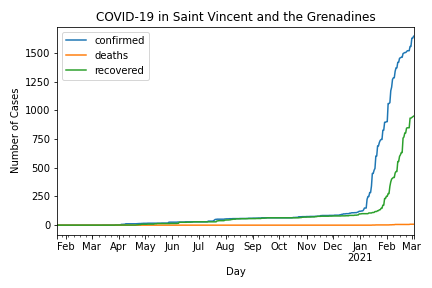 COVID-19 in Saint Vincent and the Grenadines
confirmed
deaths
recovered
Number of Cases
1500
1250
1000
750
500
250
0
Feb Mar Apr May Jun Jul Aug Sep Oct Nov Dec Jan Feb Mar
2021
Day